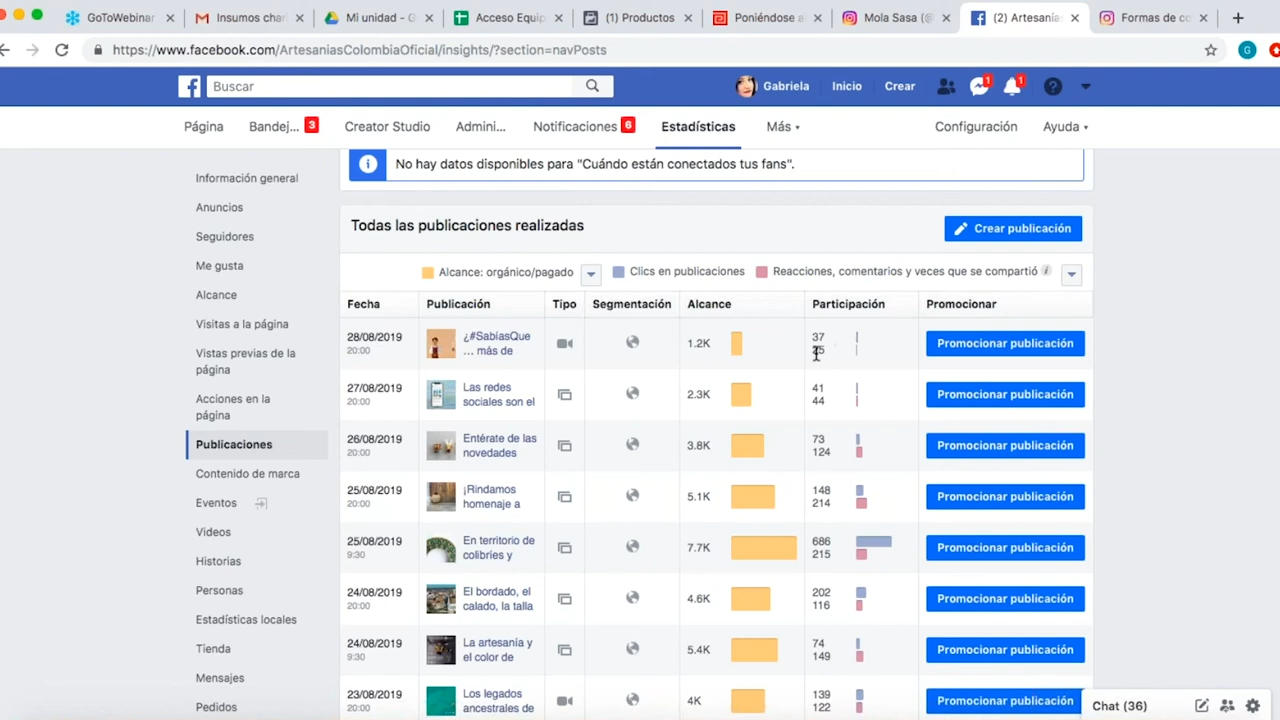 GoToWebinar
Insumos char
Mi unidad - G
Acceso Equip
(1) Productos
Poniéndose a
Mola Sasa (@
(2) Artesanías
Formas de co
https://www.facebook.com/ArtesaniasColombiaOficial/insights/?section=navPosts
G
Buscar
Gabriela
Inicio
Crear
1
1
Página
Bandej... 3
Creator Studio
Admini...
Notificaciones 6
Estadísticas
Más
Configuración
Ayuda
No hay datos disponibles para "Cuándo están conectados tus fans".
Información general
Anuncios
Seguidores
Me gusta
Alcance
Visitas a la página
Vistas previas de la
página
Acciones en la
página
Publicaciones
Contenido de marca
Eventos
Videos
Historias
Personas
Estadísticas locales
Tienda
Mensajes
Pedidos
Todas las publicaciones realizadas
Crear publicación
Alcance: orgánico/pagado
Clics en publicaciones
Reacciones, comentarios y veces que se compartió
Fecha
Publicación
Tipo
Segmentación
Alcance
Participación
Promocionar
28/08/2019
20:00
¿#SabíasQue
... más de
1.2K
37
Promocionar publicación
27/08/2019
20:00
Las redes
sociales son el
2.3K
41
44
Promocionar publicación
26/08/2019
20:00
Entérate de las
novedades
3.8K
73
124
Promocionar publicación
25/08/2019
20:00
¡Rindamos
homenaje a
5.1K
148
214
Promocionar publicación
25/08/2019
9:30
En territorio de
colibríes y
7.7K
686
215
Promocionar publicación
24/08/2019
20:00
El bordado, el
calado, la talla
4.6K
202
116
Promocionar publicación
24/08/2019
9:30
La artesanía y
el color de
5.4K
74
149
Promocionar publicación
23/08/2019
20:00
Los legados
ancestrales de
4K
139
122
Promocionar publicación
Chat (36)